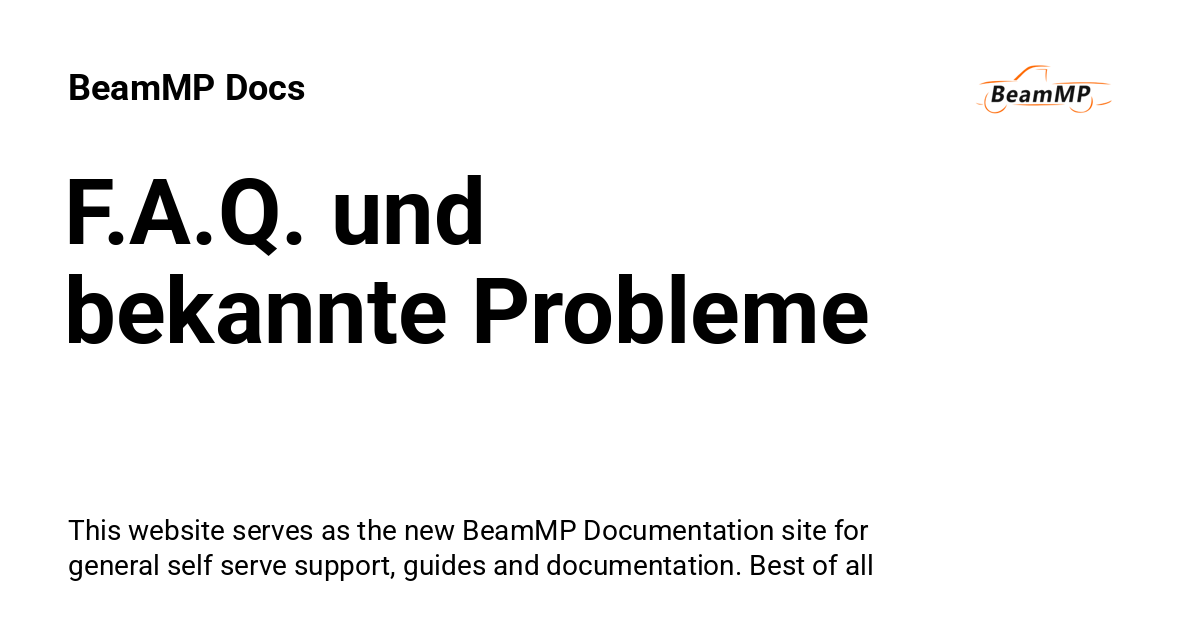 BeamMP Docs
BeamMP
F.A.Q. und
bekannte Probleme
This website serves as the new BeamMP Documentation site for
general self serve support, guides and documentation. Best of all